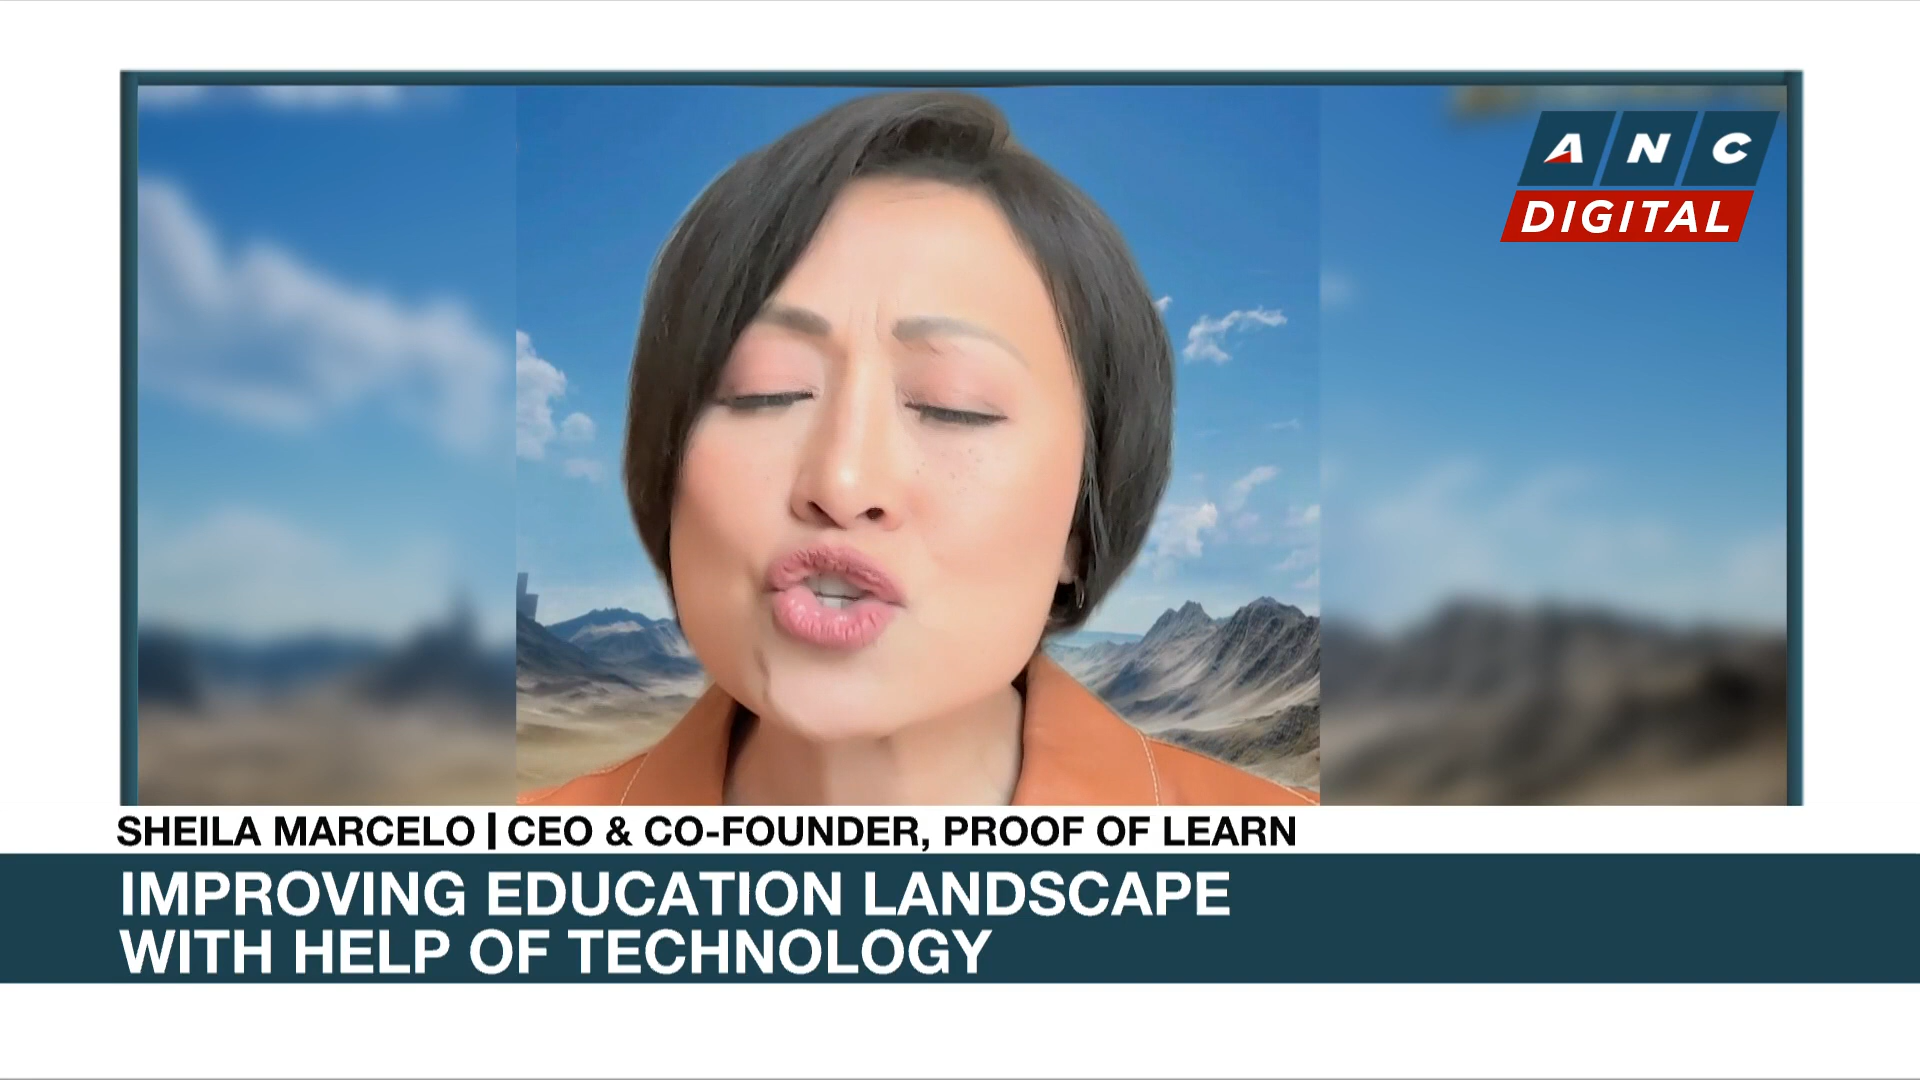 ANC
DIGITAL
SHEILA MARCELO | CEO & CO-FOUNDER, PROOF OF LEARN
IMPROVING EDUCATION LANDSCAPE
WITH HELP OF TECHNOLOGY